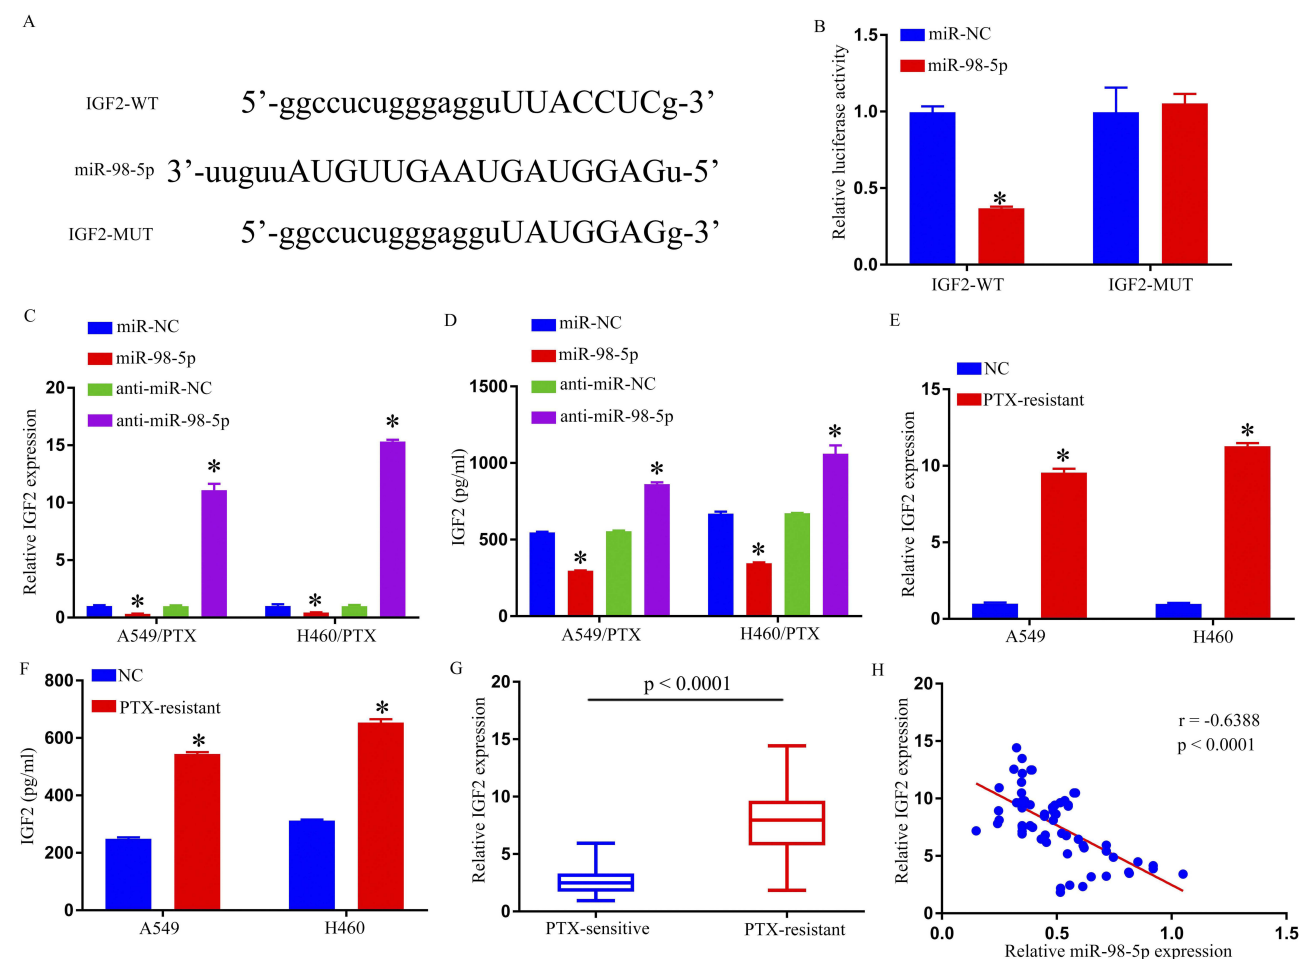 A
IGF2-WT 5’-ggccucugggagguUUACCUCg-3’
miR-98-5p 3’-uuguuAUGUUGAAUGAUGGAGu-5’
IGF2-MUT 5’-ggccucugggagguUAUGGAGg-3’
B
miR-NC
miR-98-5p
Relative luciferase activity
1.5
1.0
0.5
0.0
*
IGF2-WT IGF2-MUT
C
miR-NC
miR-98-5p
anti-miR-NC
anti-miR-98-5p
Relative IGF2 expression
20
15
10
5
0
* * * *
A549/PTX H460/PTX
D
miR-NC
miR-98-5p
anti-miR-NC
anti-miR-98-5p
IGF2 (pg/ml)
1500
1000
500
0
* * * *
A549/PTX H460/PTX
E
NC
PTX-resistant
Relative IGF2 expression
15
10
5
0
* *
A549 H460
F
NC
PTX-resistant
IGF2 (pg/ml)
800
600
400
200
0
* *
A549 H460
G
p < 0.0001
Relative IGF2 expression
20
15
10
5
0
PTX-sensitive PTX-resistant
H
r = -0.6388
p < 0.0001
Relative IGF2 expression
20
15
10
5
0
0.0 0.5 1.0 1.5
Relative miR-98-5p expression